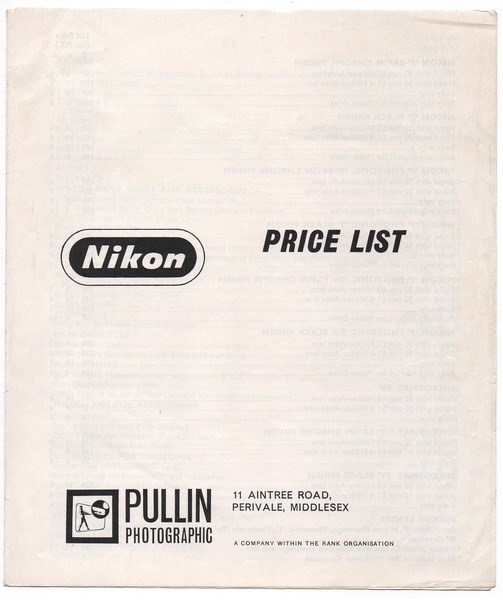 Nikon
PRICE LIST
PULLIN
PHOTOGRAPHIC
11 AINTREE ROAD,
PERIVALE, MIDDLESEX
A COMPANY WITHIN THE RANK ORGANISATION